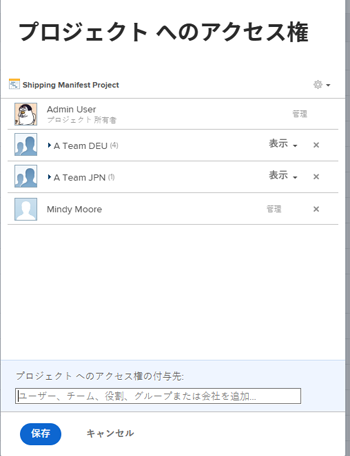 プロジェクト へのアクセス権
Shipping Manifest Project
Admin User
プロジェクト 所有者
管理
A Team DEU (4)
表示
A Team JPN (1)
表示
Mindy Moore
管理
プロジェクト へのアクセス権の付与先:
ユーザー、チーム、役割、グループまたは会社を追加...
保存
キャンセル